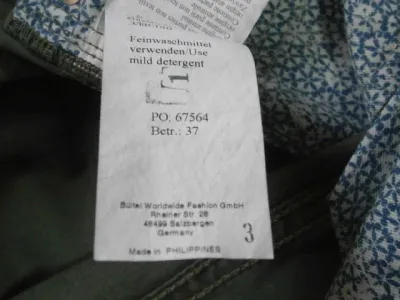 Feinwaschmittel
verwenden/Use
mild detergent
PO: 67564
Betr.: 37
Bültel Worldwide Fashion GmbH
Rheiner Str. 28
48499 Salzbergen
Germany
Made in PHILIPPINES
3